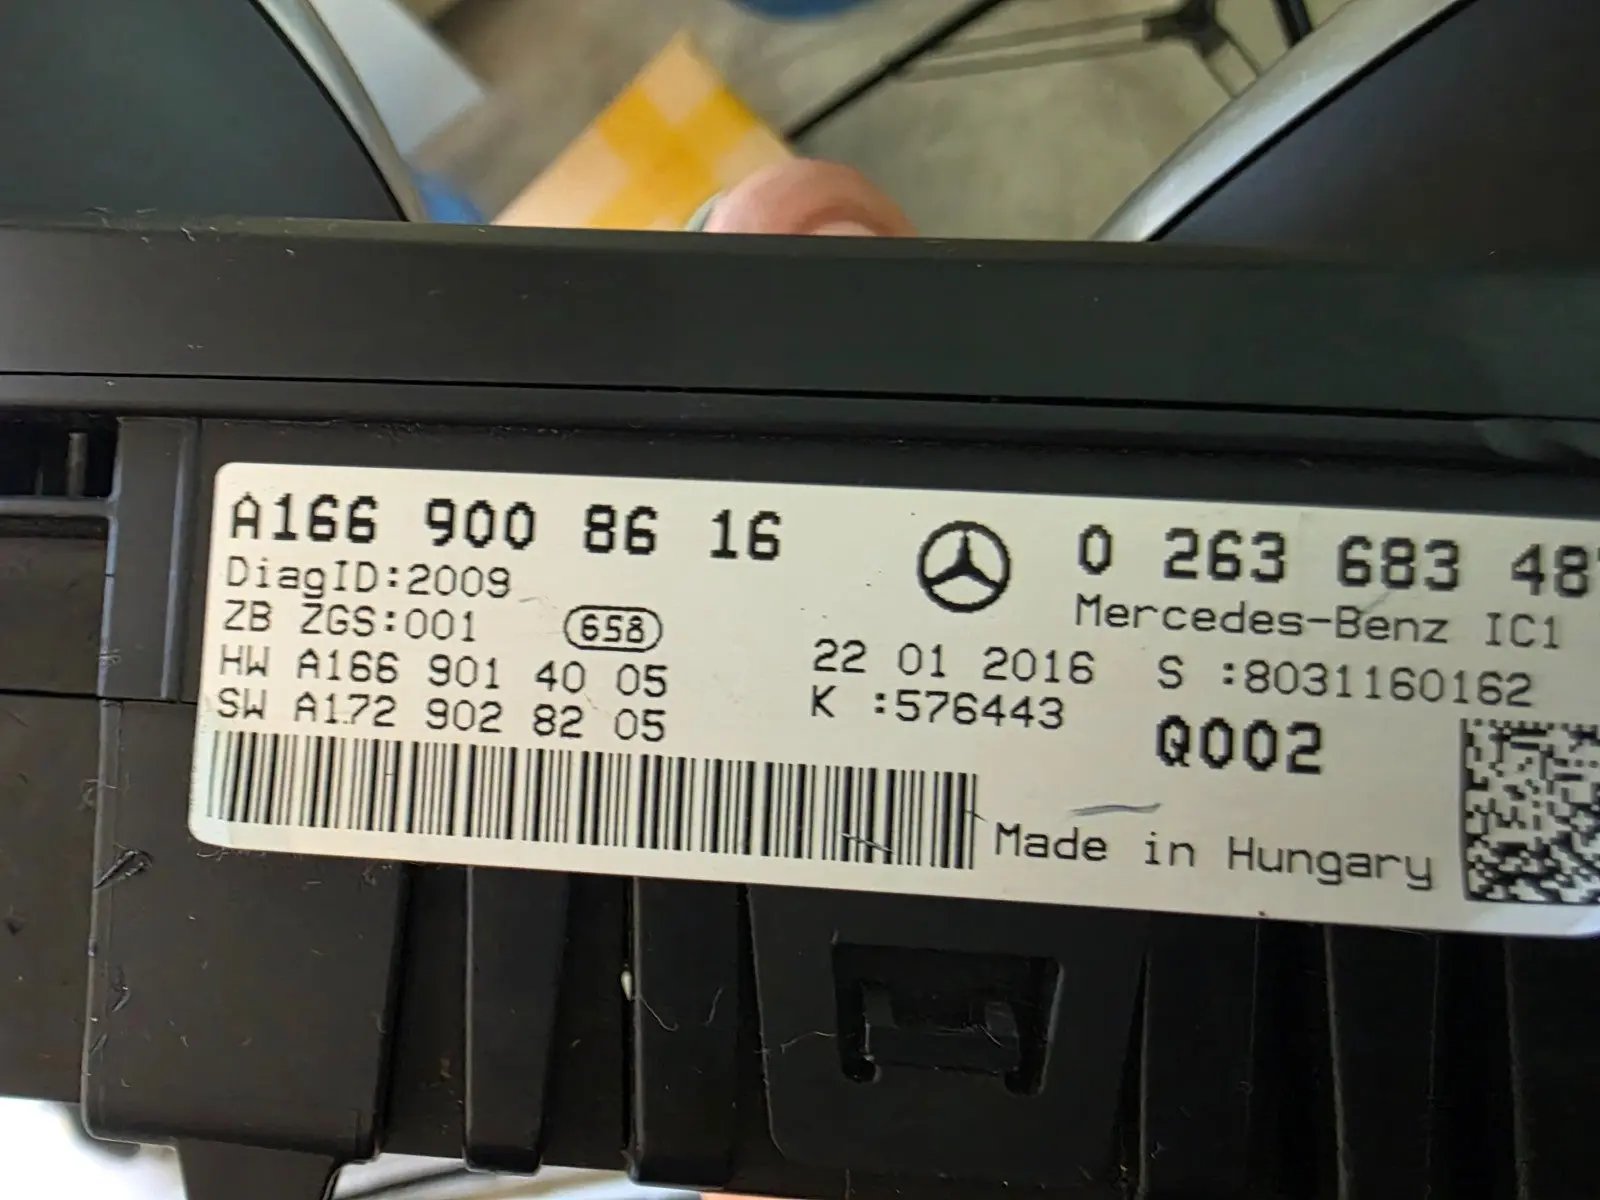 A166 900 86 16
DiagID:2009
ZB ZGS:001 658
HW A166 901 40 05
SW A172 902 82 05
22 01 2016
K :576443
0 263 683 48
Mercedes-Benz IC1
S :8031160162
Q002
Made in Hungary